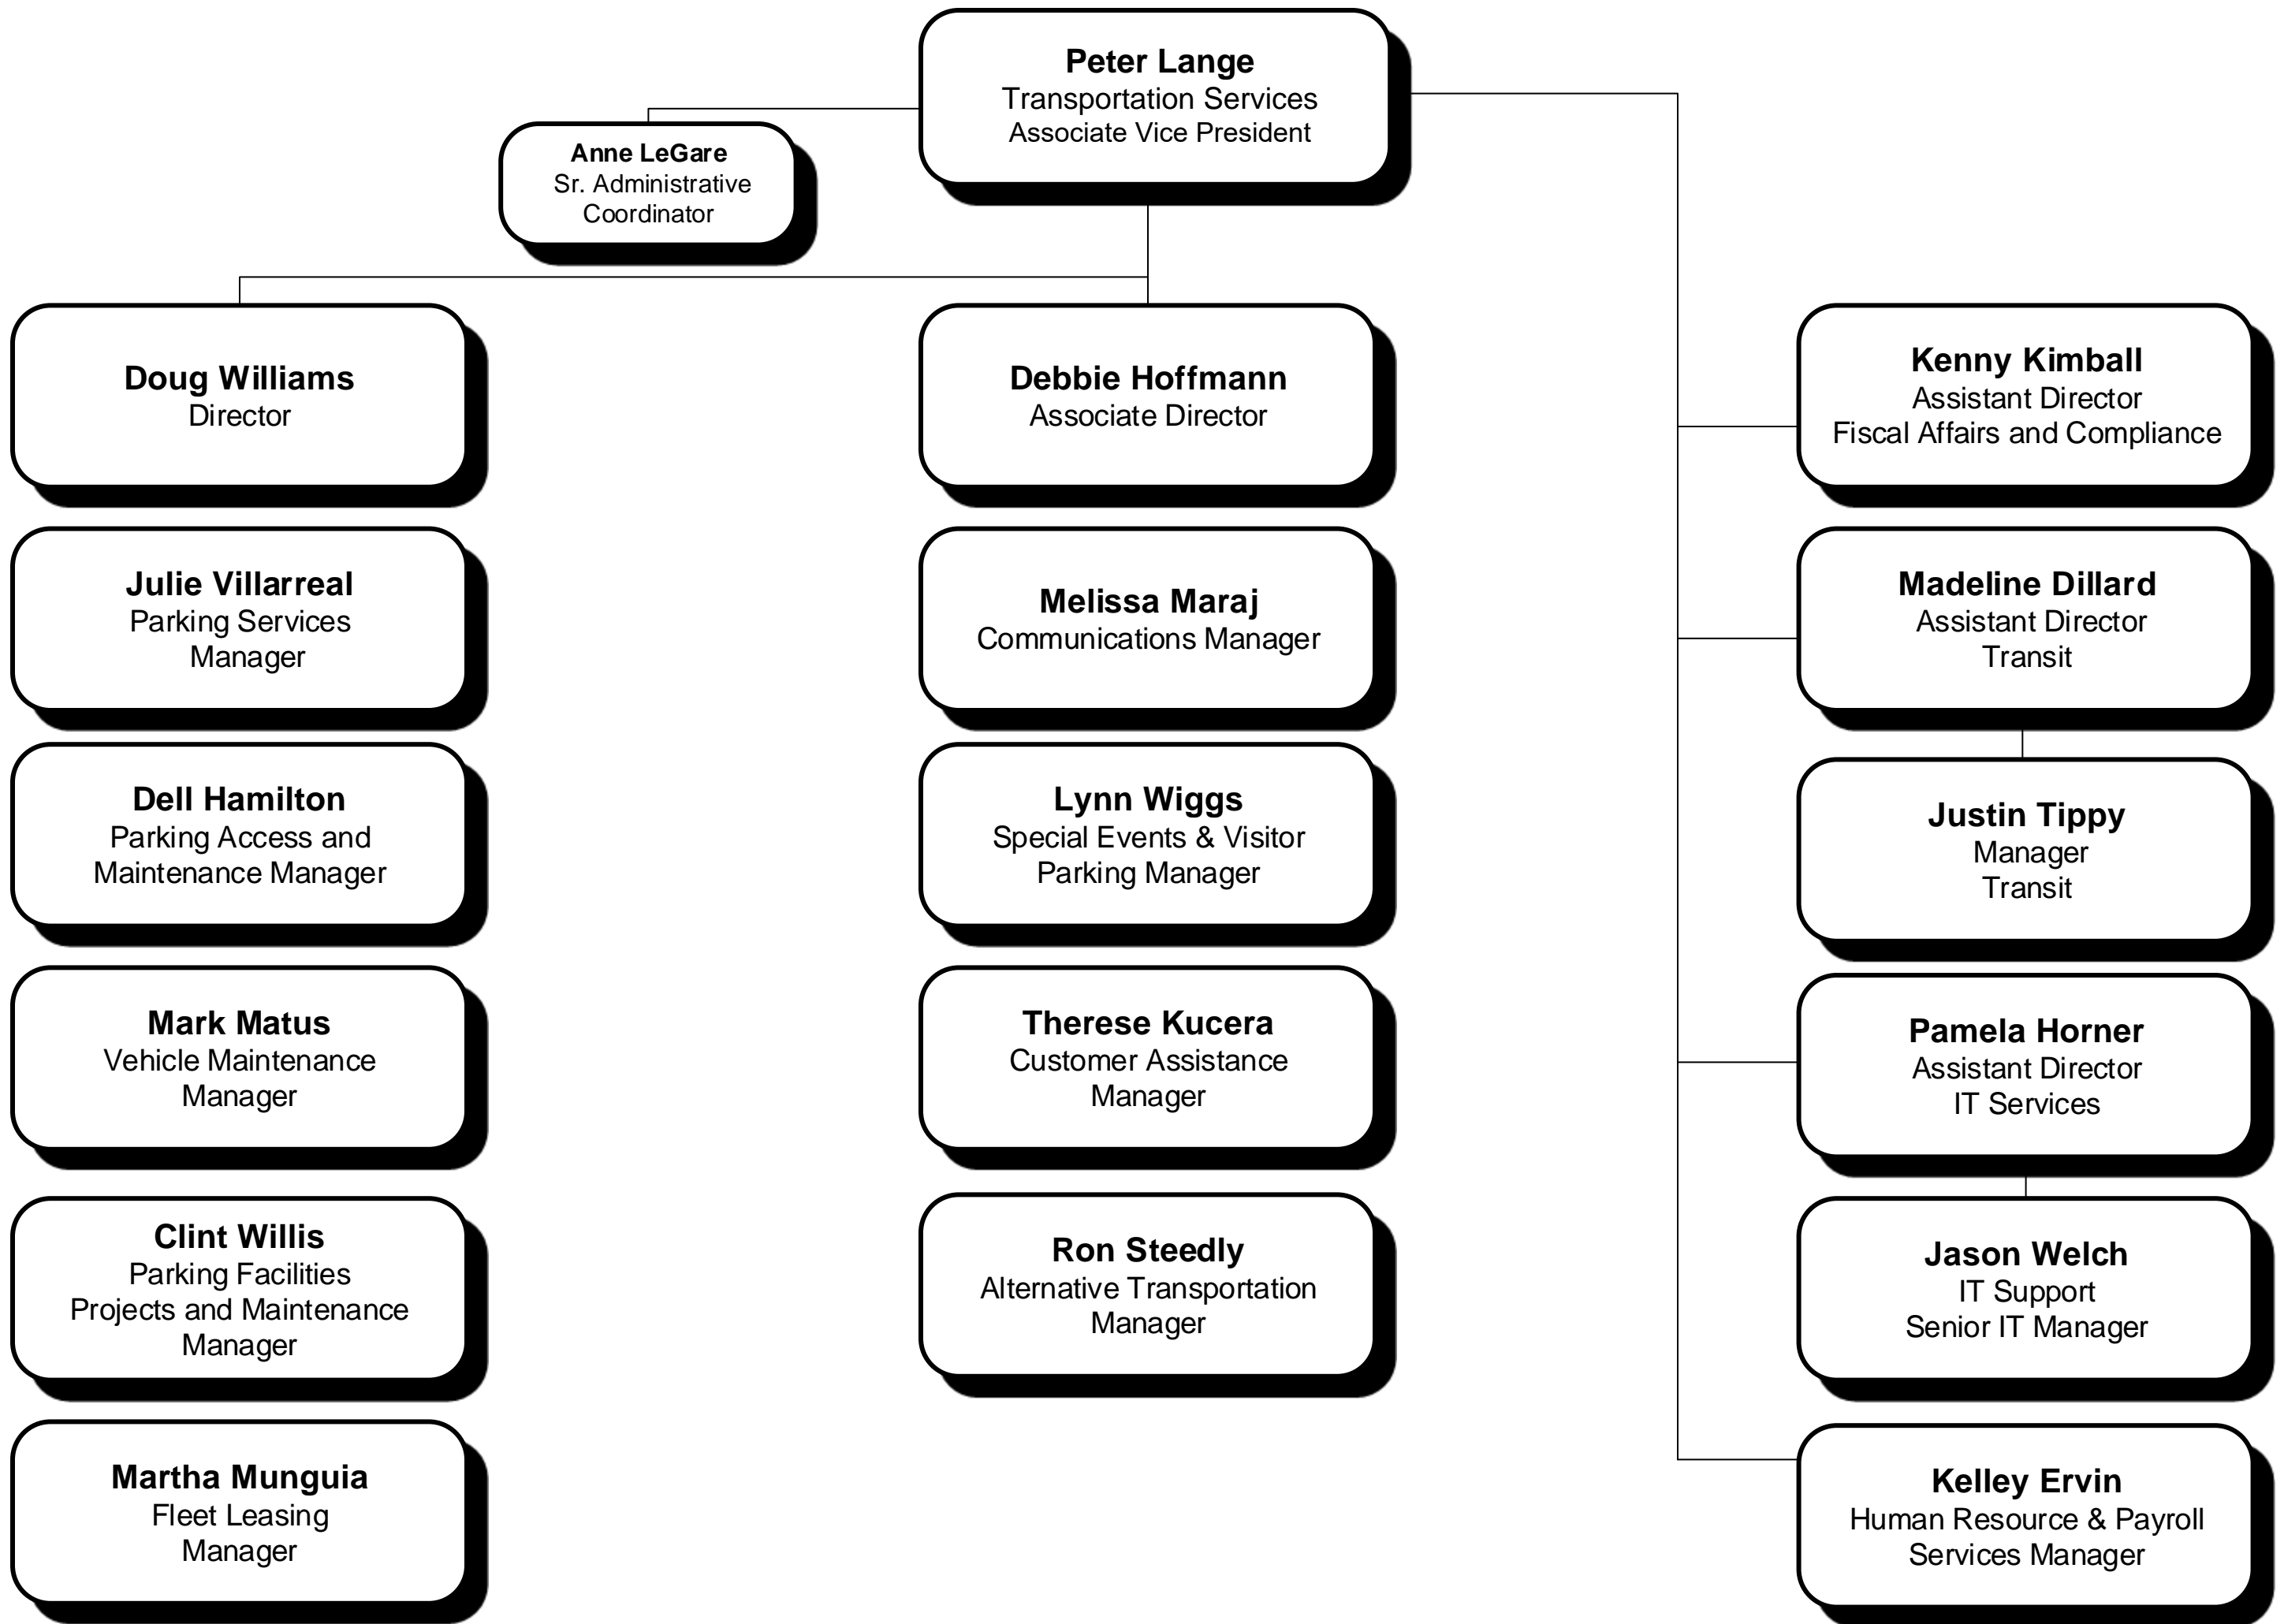 Peter Lange
Transportation Services
Associate Vice President
Anne LeGare
Sr. Administrative
Coordinator
Doug Williams
Director
Julie Villarreal
Parking Services
Manager
Dell Hamilton
Parking Access and
Maintenance Manager
Mark Matus
Vehicle Maintenance
Manager
Clint Willis
Parking Facilities
Projects and Maintenance
Manager
Martha Munguia
Fleet Leasing
Manager
Debbie Hoffmann
Associate Director
Melissa Maraj
Communications Manager
Lynn Wiggs
Special Events & Visitor
Parking Manager
Therese Kucera
Customer Assistance
Manager
Ron Steedly
Alternative Transportation
Manager
Kenny Kimball
Assistant Director
Fiscal Affairs and Compliance
Madeline Dillard
Assistant Director
Transit
Justin Tippy
Manager
Transit
Pamela Horner
Assistant Director
IT Services
Jason Welch
IT Support
Senior IT Manager
Kelley Ervin
Human Resource & Payroll
Services Manager